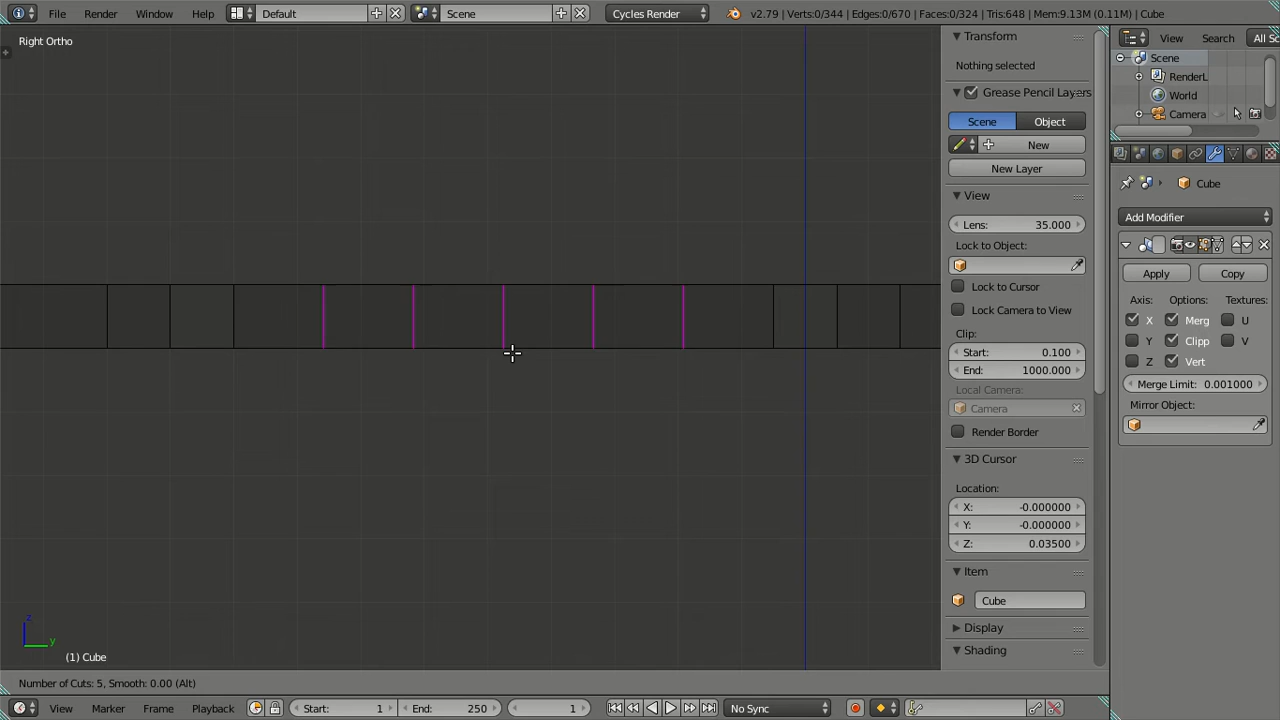 File Render Window Help Default Scene Cycles Render v2.79 | Verts:0/344 | Edges:0/670 | Faces:0/324 | Tris:648 | Mem:9.13M (0.11M) | Cube
Right Ortho
Transform
Nothing selected
Grease Pencil Layers
Scene Object
New
New Layer
View
Lens: 35.000
Lock to Object:
Lock to Cursor
Lock Camera to View
Clip:
Start: 0.100
End: 1000.000
Local Camera:
Camera
Render Border
3D Cursor
Location:
X: -0.000000
Y: -0.000000
Z: 0.03500
Item
Cube
Display
Shading
View Search All Sc
Scene
RenderL
World
Camera
Cube
Add Modifier
Apply Copy
Axis: Options: Textures:
X Merg U
Y Clipp V
Z Vert
Merge Limit: 0.001000
Mirror Object:
z
y
(1) Cube
Number of Cuts: 5, Smooth: 0.00 (Alt)
View Marker Frame Playback Start: 1 End: 250 1 No Sync